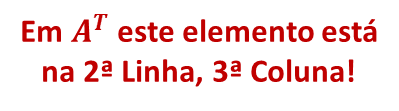 Em $A^T$ este elemento está
na 2ª Linha, 3ª Coluna!